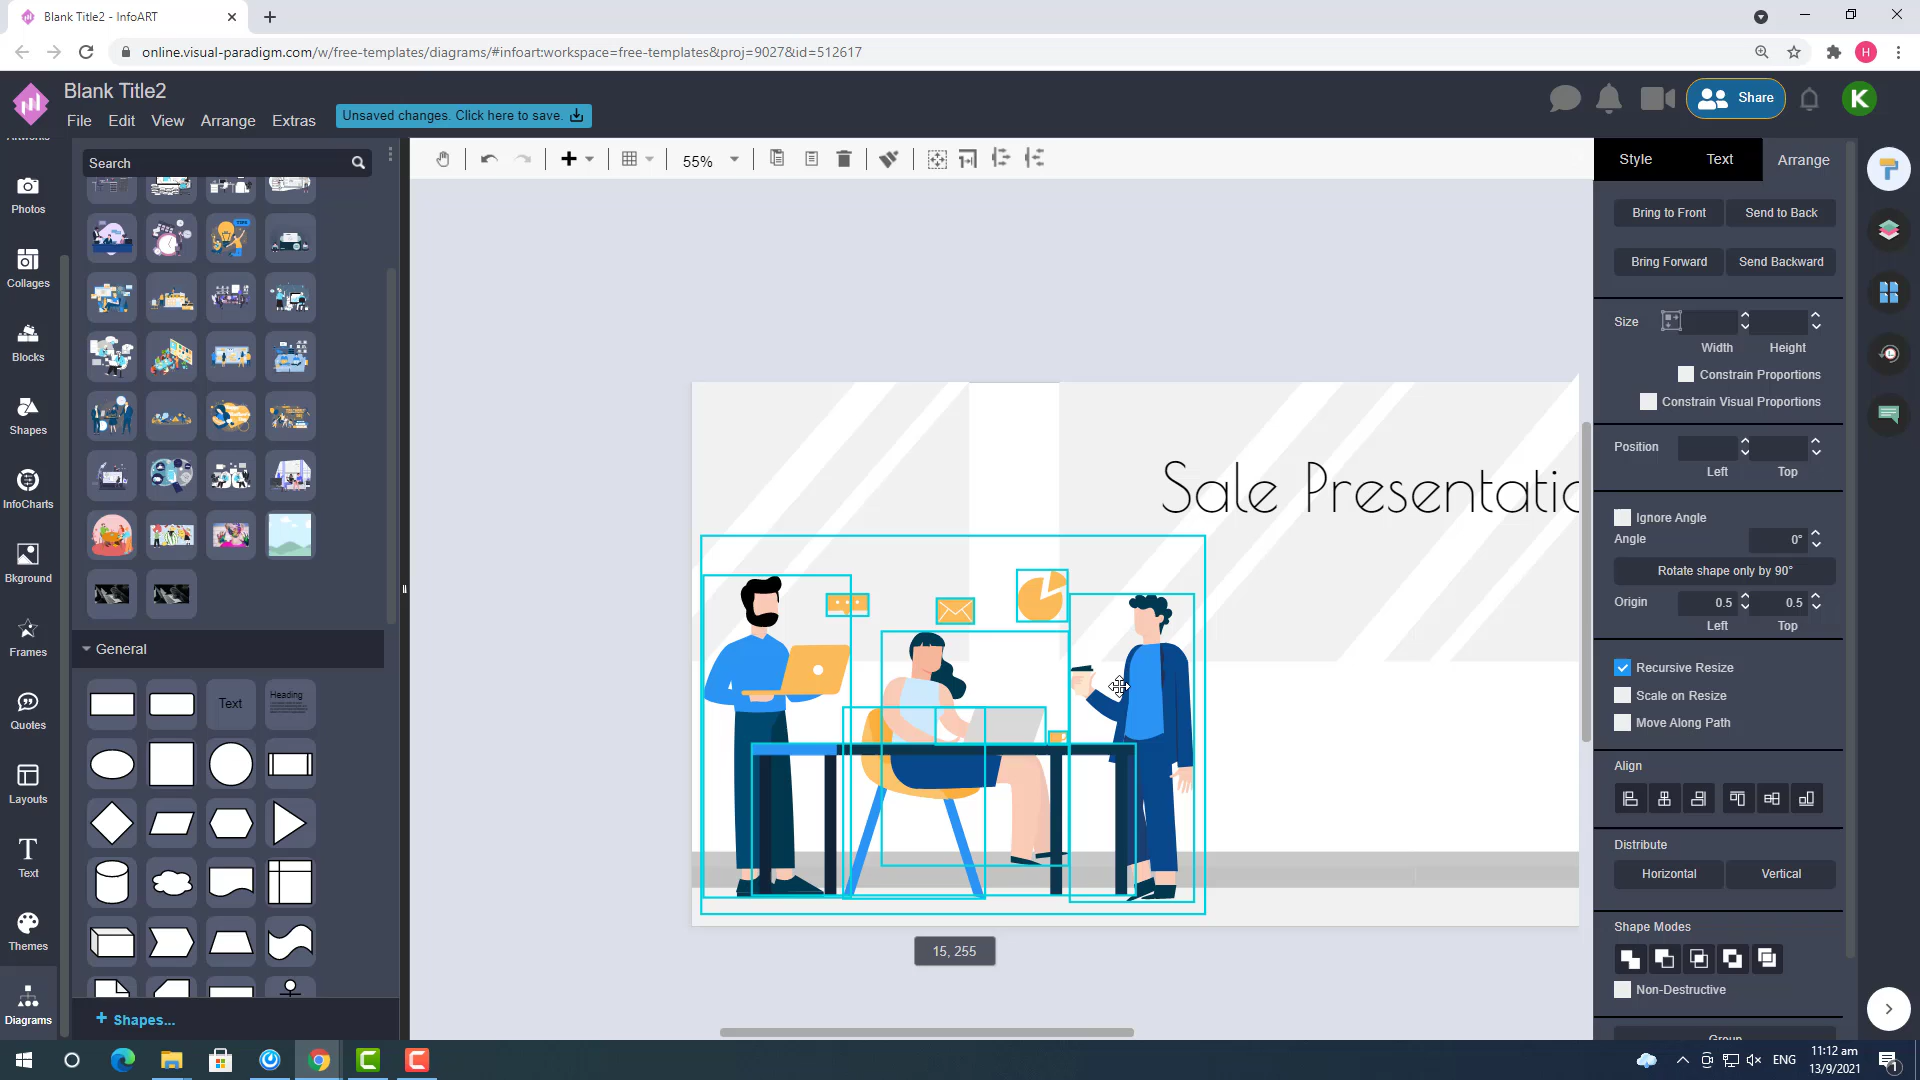 Blank Title2 - InfoART
online.visual-paradigm.com/w/free-templates/diagrams/#infoart:workspace=free-templates&proj=9027&id=512617
H
Blank Title2
File Edit View Arrange Extras
Unsaved changes. Click here to save.
Share
K
Search
55%
Style Text Arrange
Photos
Collages
Blocks
Shapes
InfoCharts
Bkground
Frames
Quotes
Layouts
Text
Themes
Diagrams
General
Text
Heading
+ Shapes...
Sale Presentatio
15, 255
Bring to Front Send to Back
Bring Forward Send Backward
Size
Width Height
Constrain Proportions
Constrain Visual Proportions
Position
Left Top
Ignore Angle
Angle 0°
Rotate shape only by 90°
Origin 0.5 0.5
Left Top
Recursive Resize
Scale on Resize
Move Along Path
Align
Distribute
Horizontal Vertical
Shape Modes
Non-Destructive
Group
ENG
11:12 am
13/9/2021
1